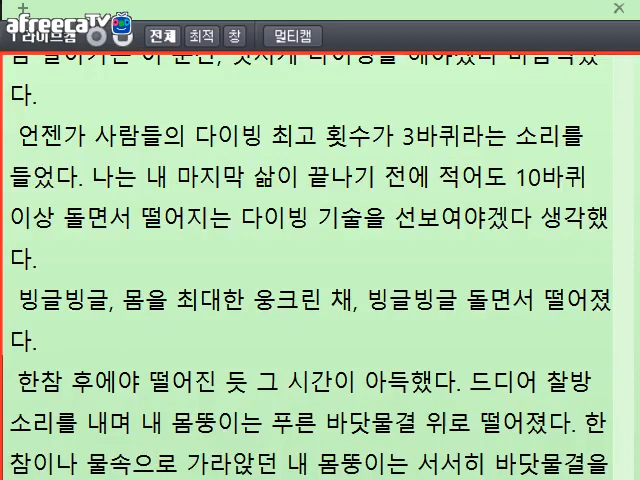 afreecaTV
라이브캠 전체 최적 창 멀티캠
다.
언젠가 사람들의 다이빙 최고 횟수가 3바퀴라는 소리를
들었다. 나는 내 마지막 삶이 끝나기 전에 적어도 10바퀴
이상 돌면서 떨어지는 다이빙 기술을 선보여야겠다 생각했
다.
빙글빙글, 몸을 최대한 웅크린 채, 빙글빙글 돌면서 떨어졌
다.
한참 후에야 떨어진 듯 그 시간이 아득했다. 드디어 찰방
소리를 내며 내 몸뚱이는 푸른 바닷물결 위로 떨어졌다. 한
참이나 물속으로 가라앉던 내 몸뚱이는 서서히 바닷물결을